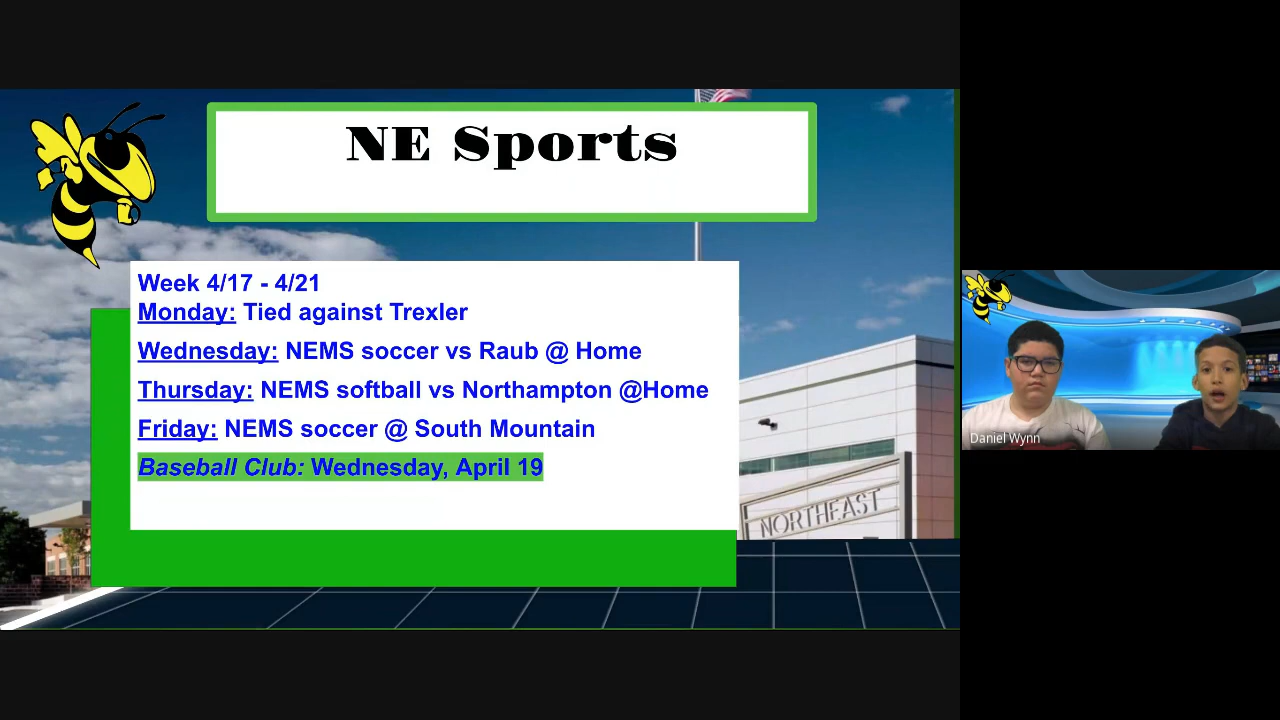 NE Sports
Week 4/17 - 4/21
Monday: Tied against Trexler
Wednesday: NEMS soccer vs Raub @ Home
Thursday: NEMS softball vs Northampton @Home
Friday: NEMS soccer @ South Mountain
Baseball Club: Wednesday, April 19
NORTHEAST
Daniel Wynn